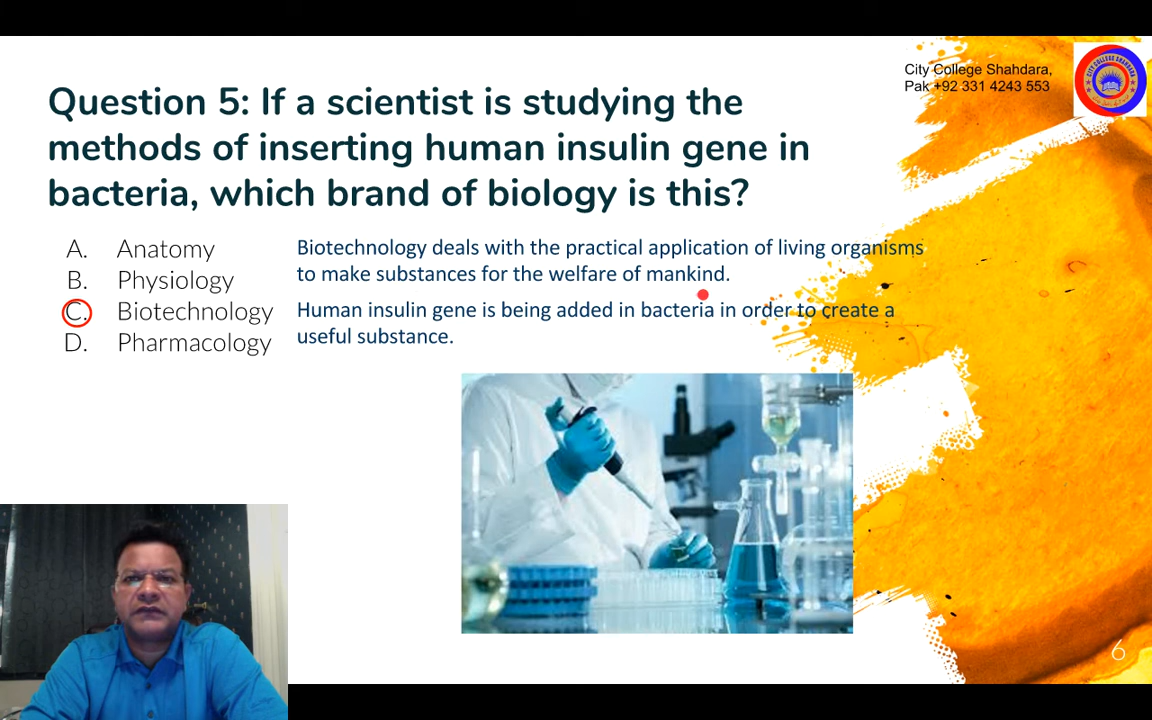 City College Shahdara,
Pak +92 331 4243 553
CITY COLLEGE SHAHDARA
Question 5: If a scientist is studying the
methods of inserting human insulin gene in
bacteria, which brand of biology is this?
A. Anatomy
B. Physiology
C. Biotechnology
D. Pharmacology
Biotechnology deals with the practical application of living organisms
to make substances for the welfare of mankind.
Human insulin gene is being added in bacteria in order to create a
useful substance.
6